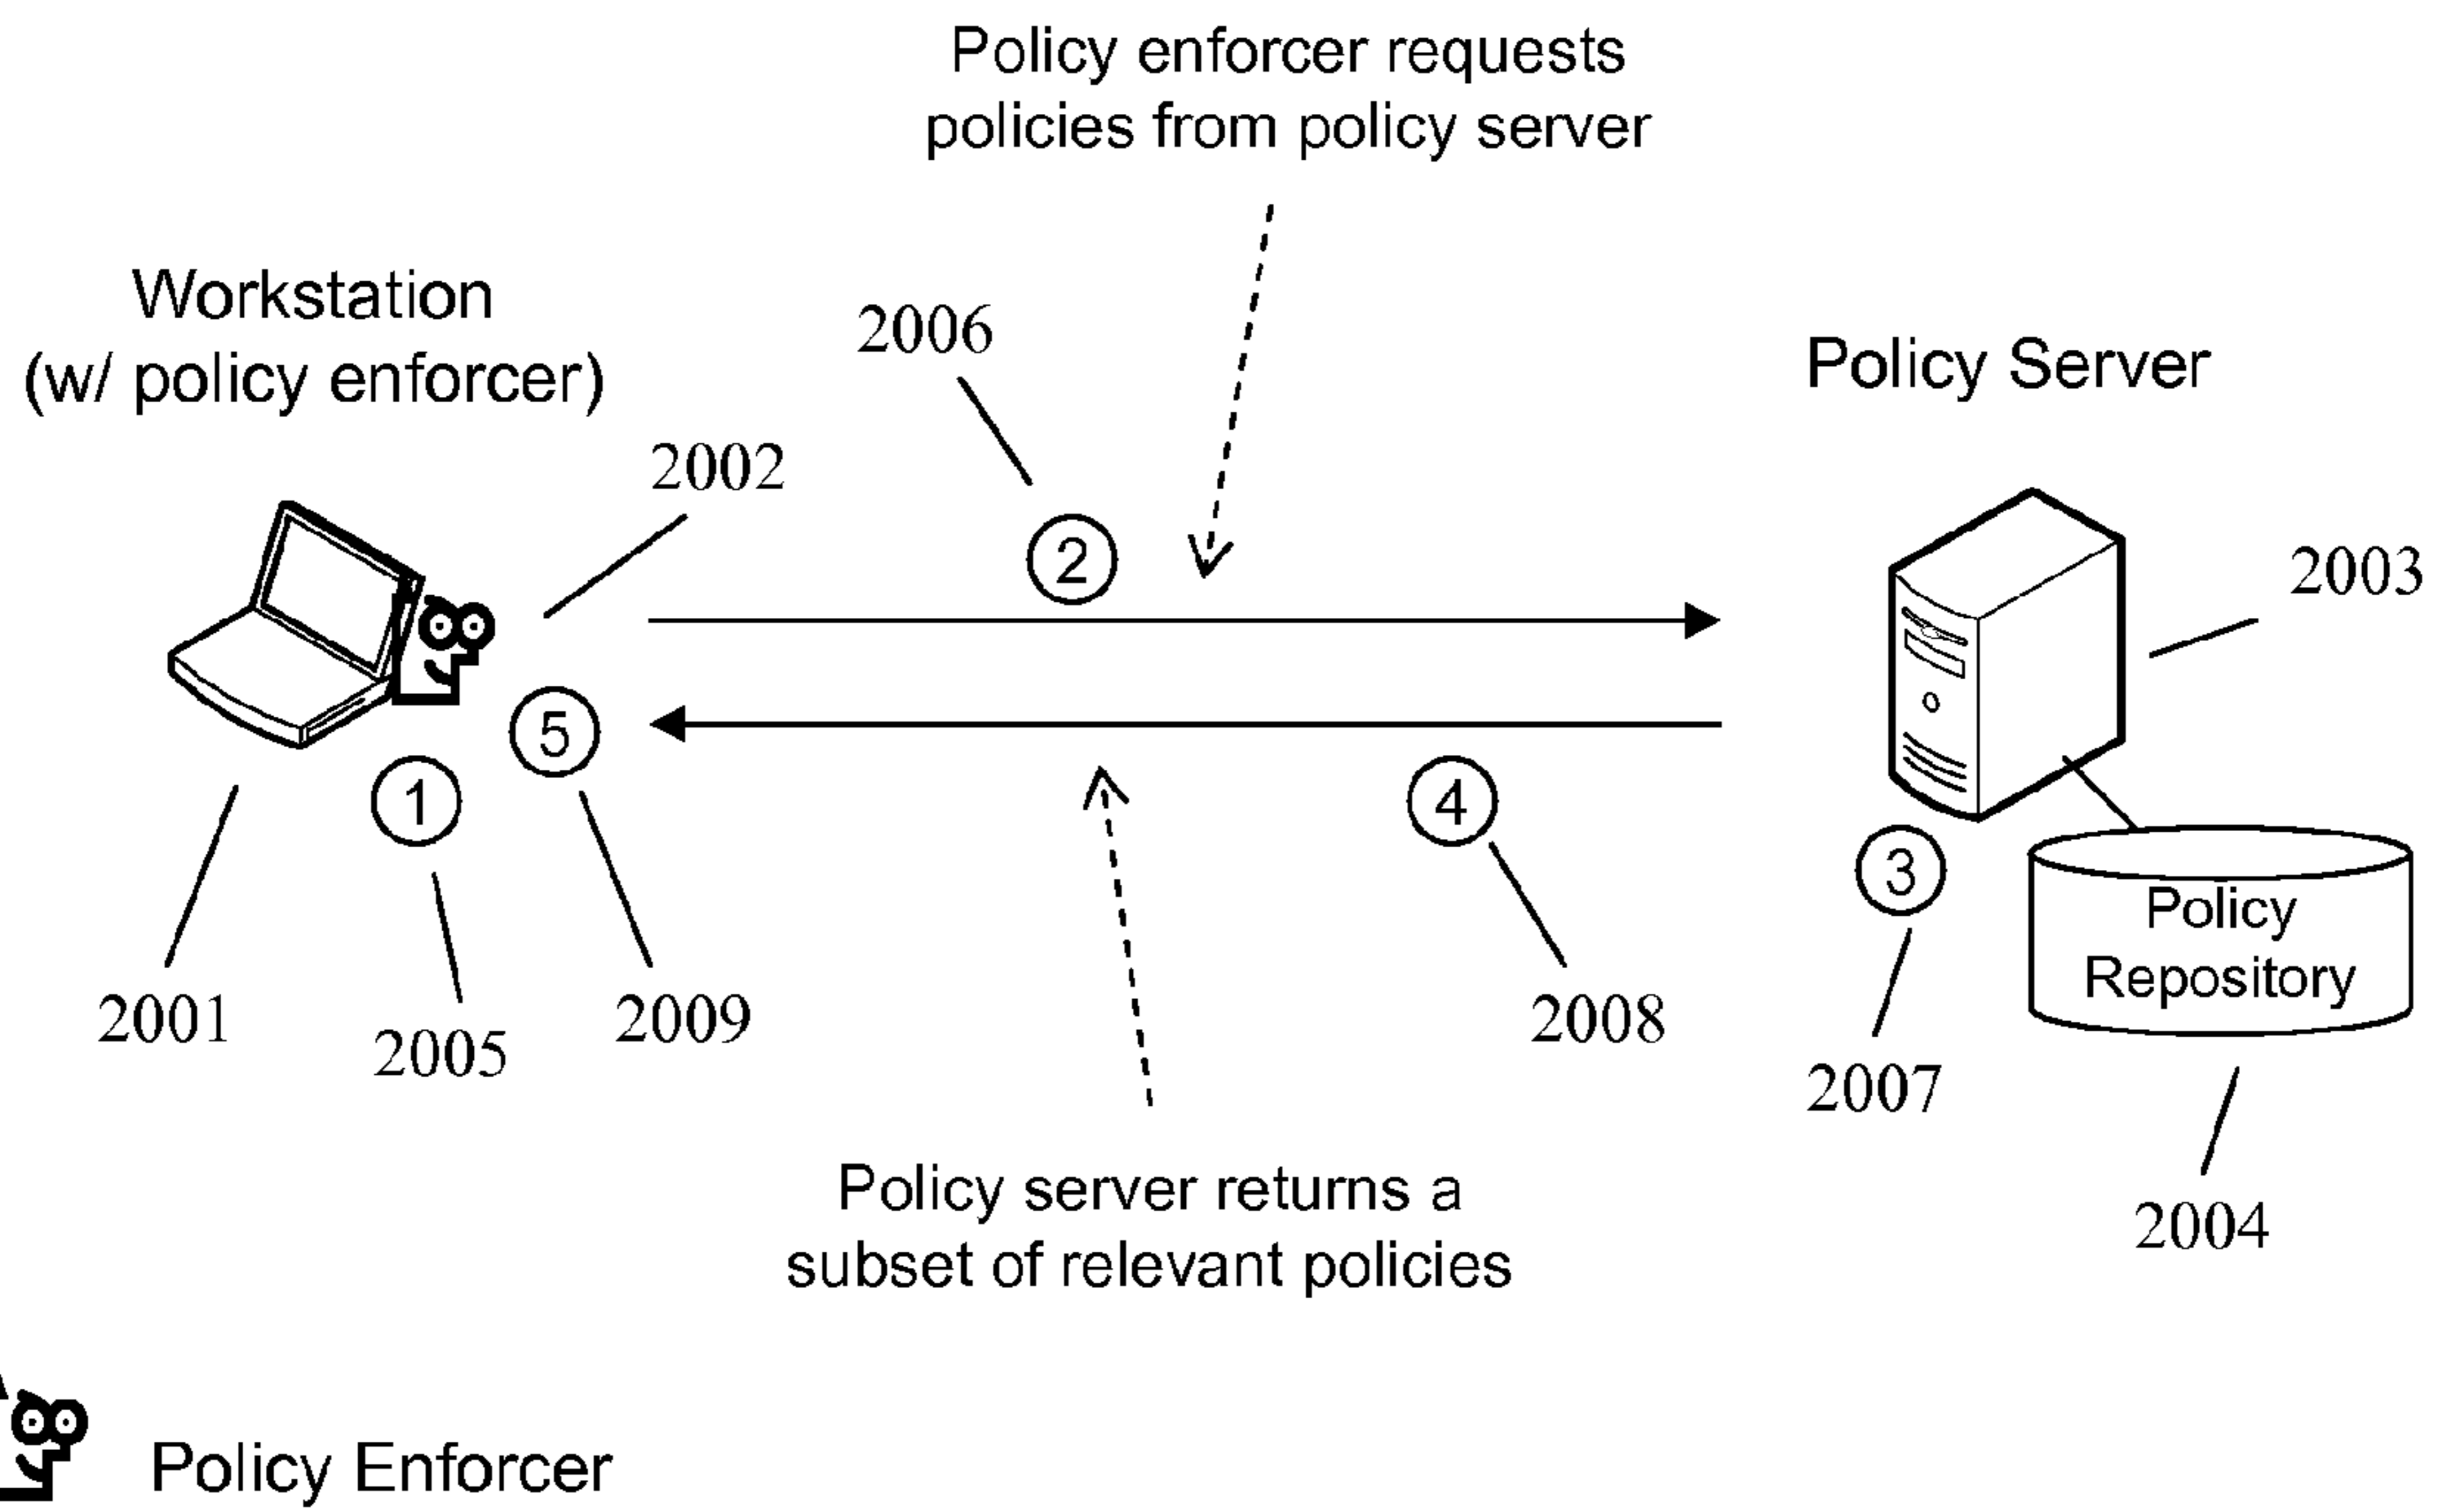 Policy enforcer requests
policies from policy server
Workstation
(w/ policy enforcer)
2006
Policy Server
2002
2
2003
5
1
4
3
Policy
Repository
2001
2005
2009
2008
2007
2004
Policy server returns a
subset of relevant policies
Policy Enforcer